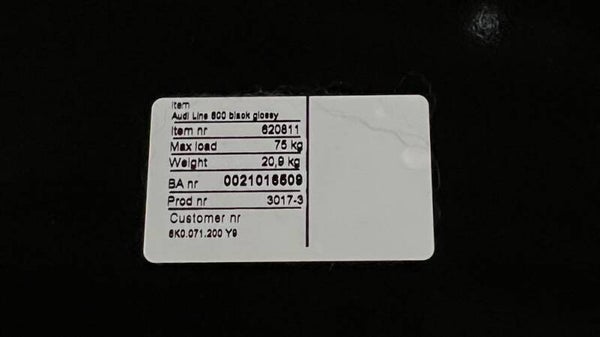 Item
Audi Line 600 black glossy
Item nr 620811
Max load 75 kg
Weight 20,9 kg
BA nr 0021016509
Prod nr 3017-3
Customer nr
8K0.071.200 Y9